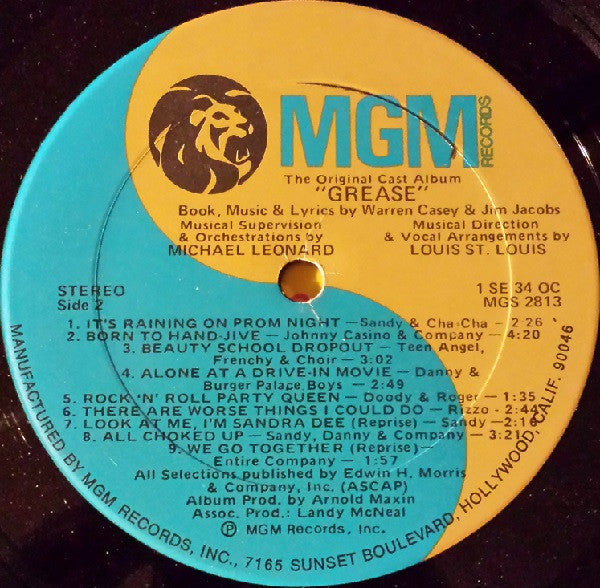 MGM
RECORDS
The Original Cast Album
"GREASE"
Book, Music & Lyrics by Warren Casey & Jim Jacobs
Musical Supervision
& Orchestrations by
MICHAEL LEONARD
Musical Direction
& Vocal Arrangements by
LOUIS ST. LOUIS
STEREO
Side 2
1 SE 34 OC
MGS 2813
1. IT'S RAINING ON PROM NIGHT — Sandy & Cha-Cha - 2:26
2. BORN TO HAND-JIVE — Johnny Casino & Company — 4:20
3. BEAUTY SCHOOL DROPOUT — Teen Angel,
Frenchy & Choir — 3:02
4. ALONE AT A DRIVE-IN MOVIE — Danny &
Burger Palace Boys — 2:49
5. ROCK 'N' ROLL PARTY QUEEN — Doody & Roger — 1:35
6. THERE ARE WORSE THINGS I COULD DO — Rizzo - 2:44
7. LOOK AT ME, I'M SANDRA DEE (Reprise) — Sandy — 2:16
8. ALL CHOKED UP — Sandy, Danny & Company — 3:21
9. WE GO TOGETHER (Reprise) —
Entire Company — 1:57
All Selections published by Edwin H. Morris
& Company, Inc. (ASCAP)
Album Prod. by Arnold Maxin
Assoc. Prod.: Landy McNeal
Ⓟ MGM Records, Inc.
MANUFACTURED BY MGM RECORDS, INC., 7165 SUNSET BOULEVARD, HOLLYWOOD, CALIF. 90046